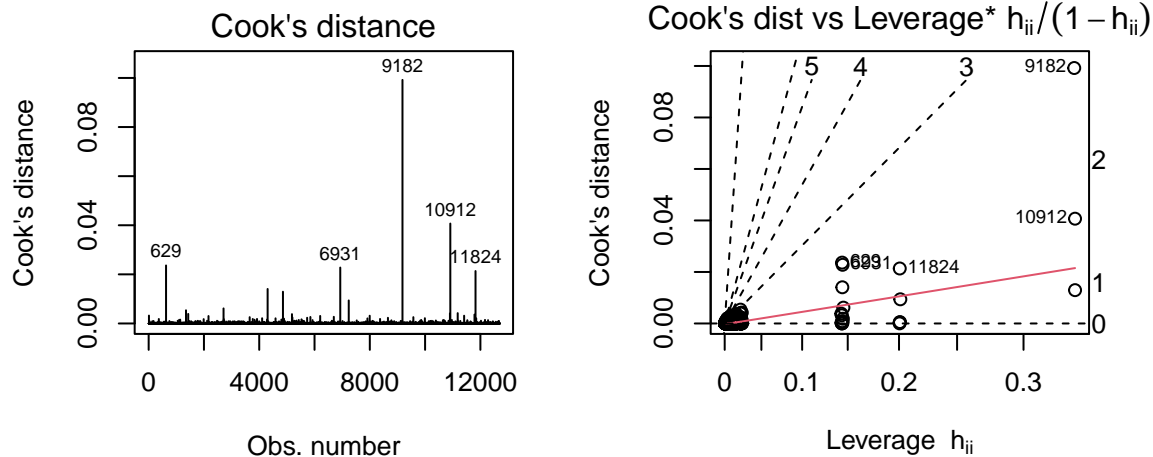 Cook's distance
Cook's distance
0.00 0.04 0.08
629
6931
9182
10912
11824
0 4000 8000 12000
Obs. number
Cook's dist vs Leverage* hᵢᵢ/(1 − hᵢᵢ)
Cook's distance
0.00 0.04 0.08
5 4 3
9182
2
10912
6931
11824
1
0
0 0.1 0.2 0.3
Leverage hᵢᵢ